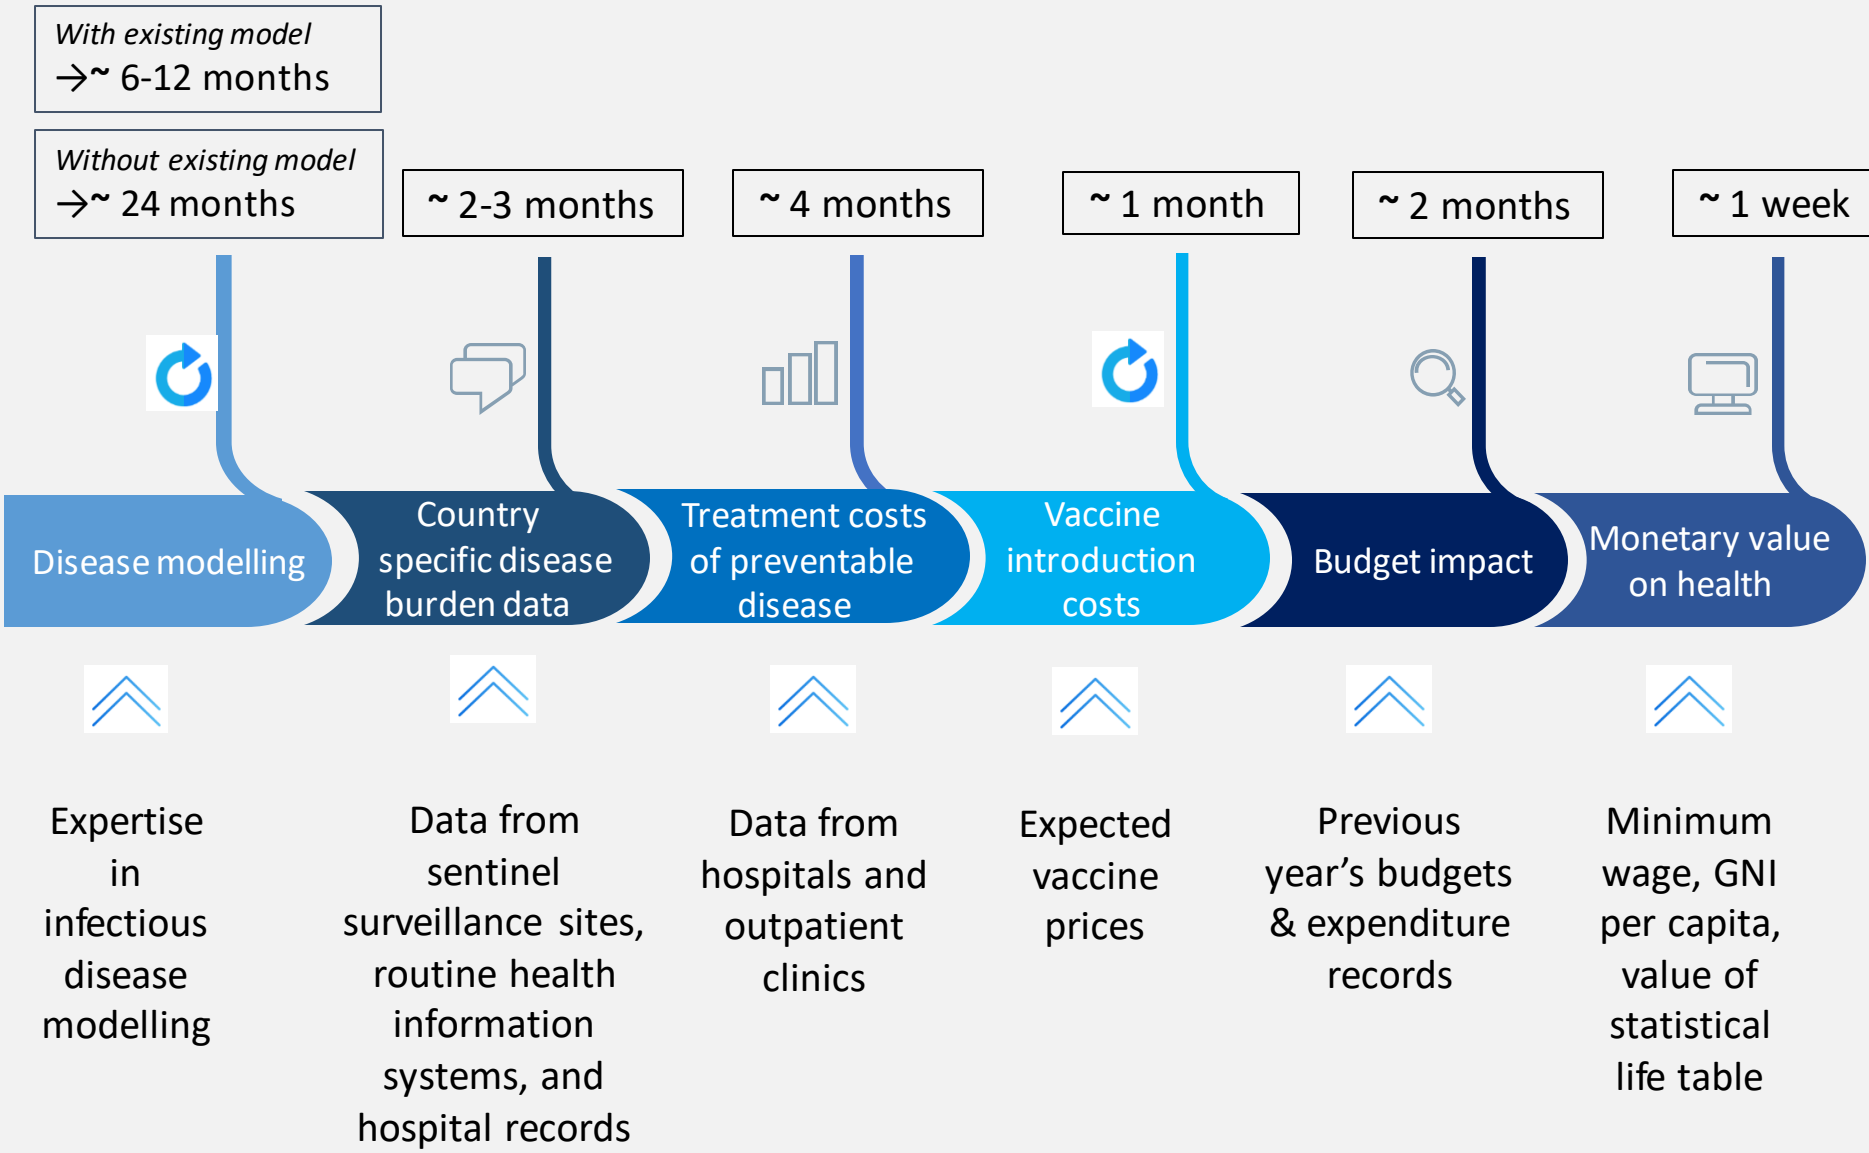 With existing model
→~ 6-12 months
Without existing model
→~ 24 months
~ 2-3 months
~ 4 months
~ 1 month
~ 2 months
~ 1 week
Disease modelling
Country
specific disease
burden data
Treatment costs
of preventable
disease
Vaccine
introduction
costs
Budget impact
Monetary value
on health
Expertise
in
infectious
disease
modelling
Data from
sentinel
surveillance sites,
routine health
information
systems, and
hospital records
Data from
hospitals and
outpatient
clinics
Expected
vaccine
prices
Previous
year’s budgets
& expenditure
records
Minimum
wage, GNI
per capita,
value of
statistical
life table